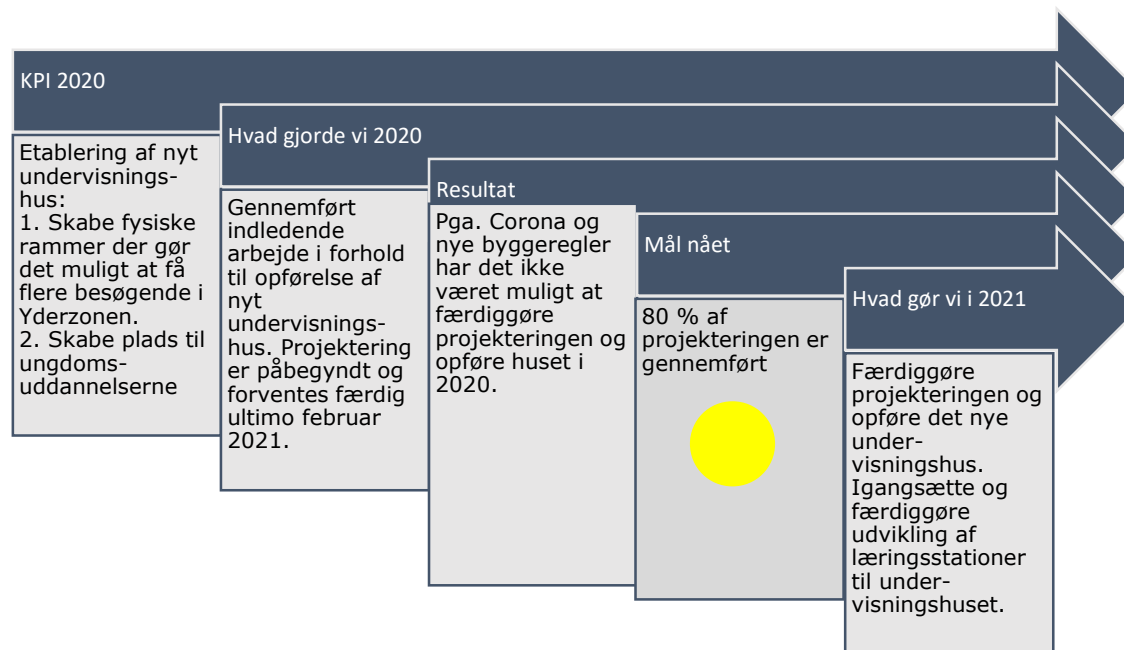 KPI 2020
Etablering af nyt
undervisnings-
hus:
1. Skabe fysiske
rammer der gør
det muligt at få
flere besøgende i
Yderzonen.
2. Skabe plads til
ungdoms-
uddannelserne
Hvad gjorde vi 2020
Gennemført
indledende
arbejde i forhold
til opførelse af
nyt
undervisnings-
hus. Projektering
er påbegyndt og
forventes færdig
ultimo februar
2021.
Resultat
Pga. Corona og
nye byggeregler
har det ikke
været muligt at
færdiggøre
projekteringen og
opføre huset i
2020.
Mål nået
80 % af
projekteringen er
gennemført
Hvad gør vi i 2021
Færdiggøre
projekteringen og
opføre det nye
under-
visningshus.
Igangsætte og
færdiggøre
udvikling af
læringsstationer
til under-
visningshuset.